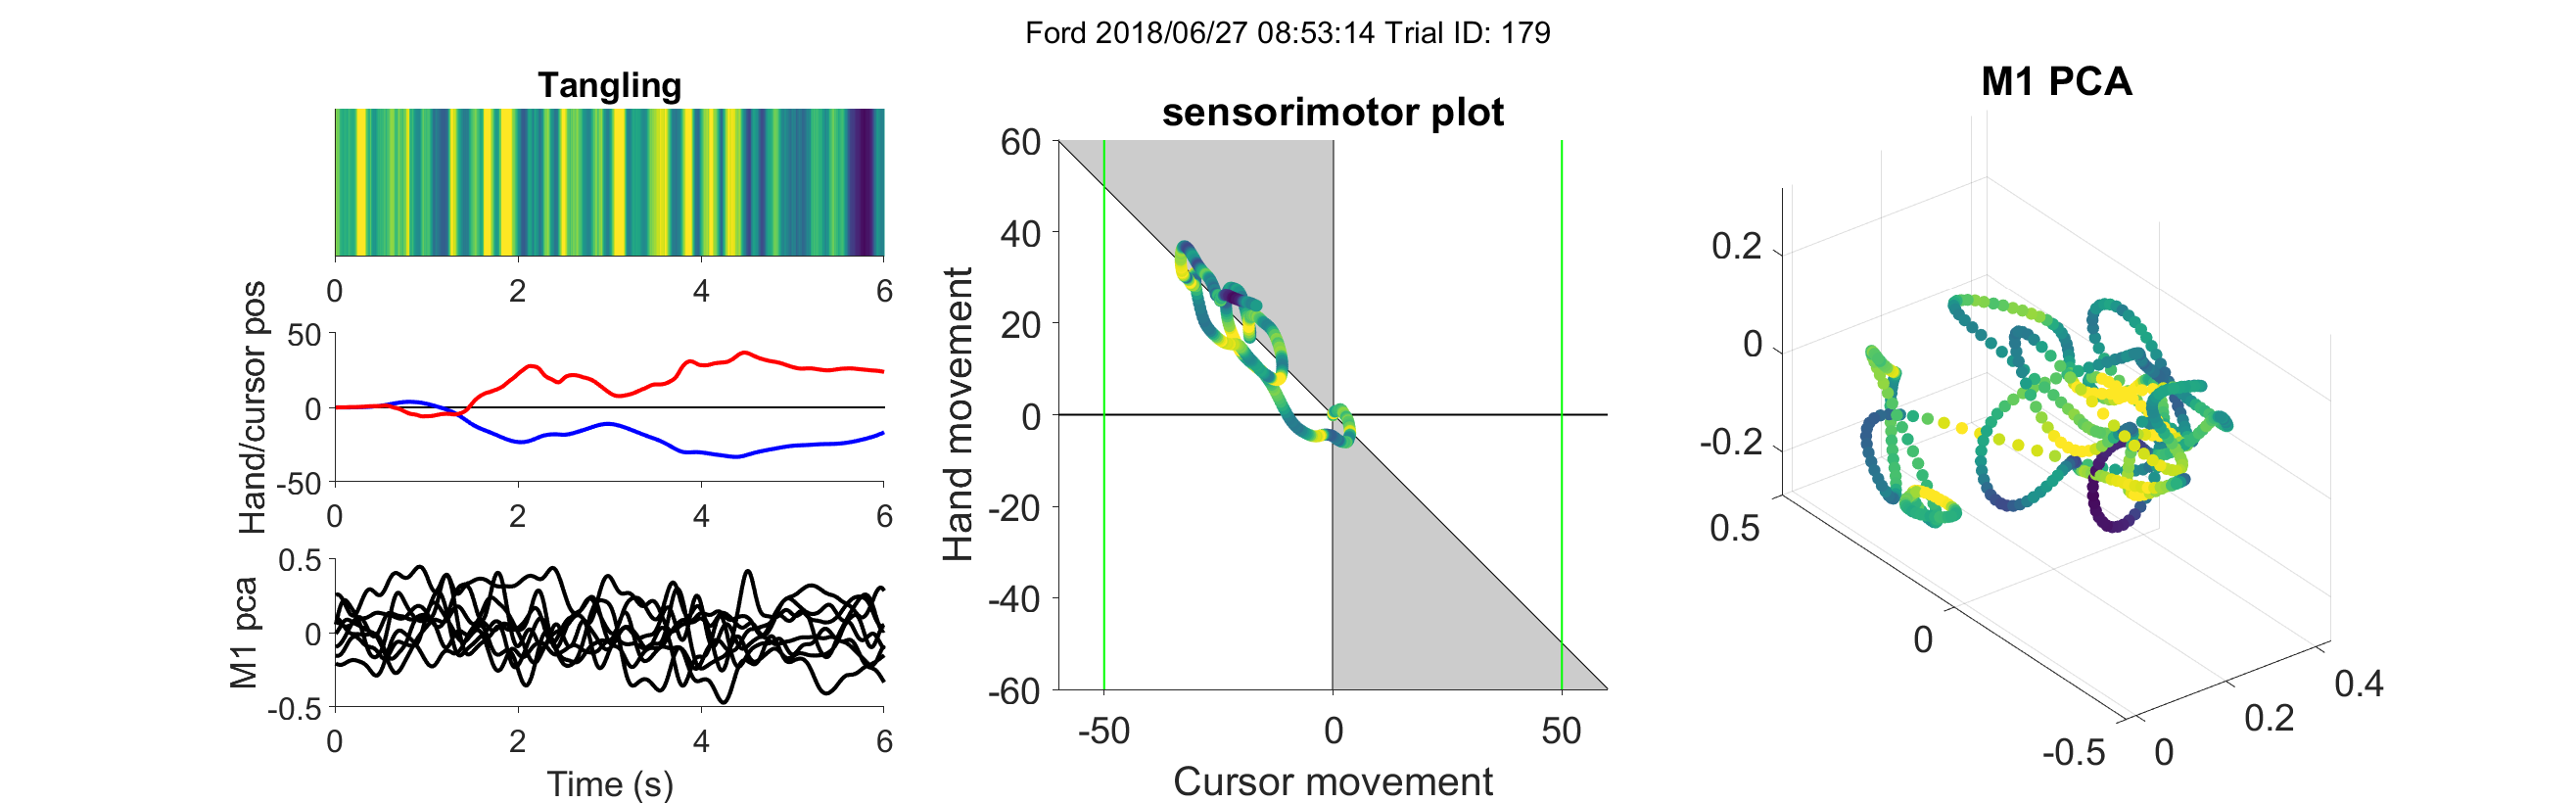 Ford 2018/06/27 08:53:14 Trial ID: 179
Tangling
0 2 4 6
Hand/cursor pos
50
0
-50
0 2 4 6
M1 pca
0.5
0
-0.5
0 2 4 6
Time (s)
sensorimotor plot
Hand movement
60
40
20
0
-20
-40
-60
-50 0 50
Cursor movement
M1 PCA
0.2
0
-0.2
0.5
0
-0.5
0
0.2
0.4